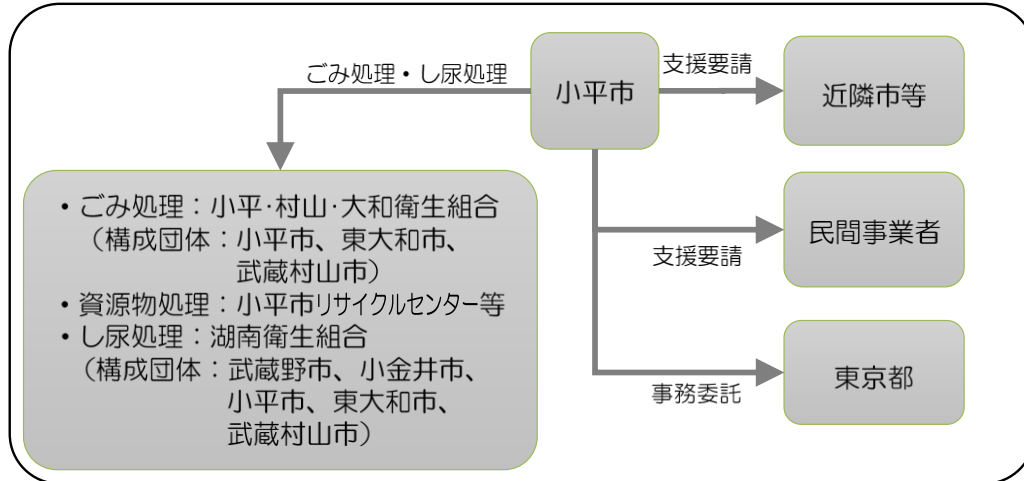 ごみ処理・し尿処理
小平市
支援要請
近隣市等
・ごみ処理：小平･村山･大和衛生組合
（構成団体：小平市、東大和市、
武蔵村山市）
・資源物処理：小平市リサイクルセンター等
・し尿処理：湖南衛生組合
（構成団体：武蔵野市、小金井市、
小平市、東大和市、
武蔵村山市）
支援要請
民間事業者
事務委託
東京都